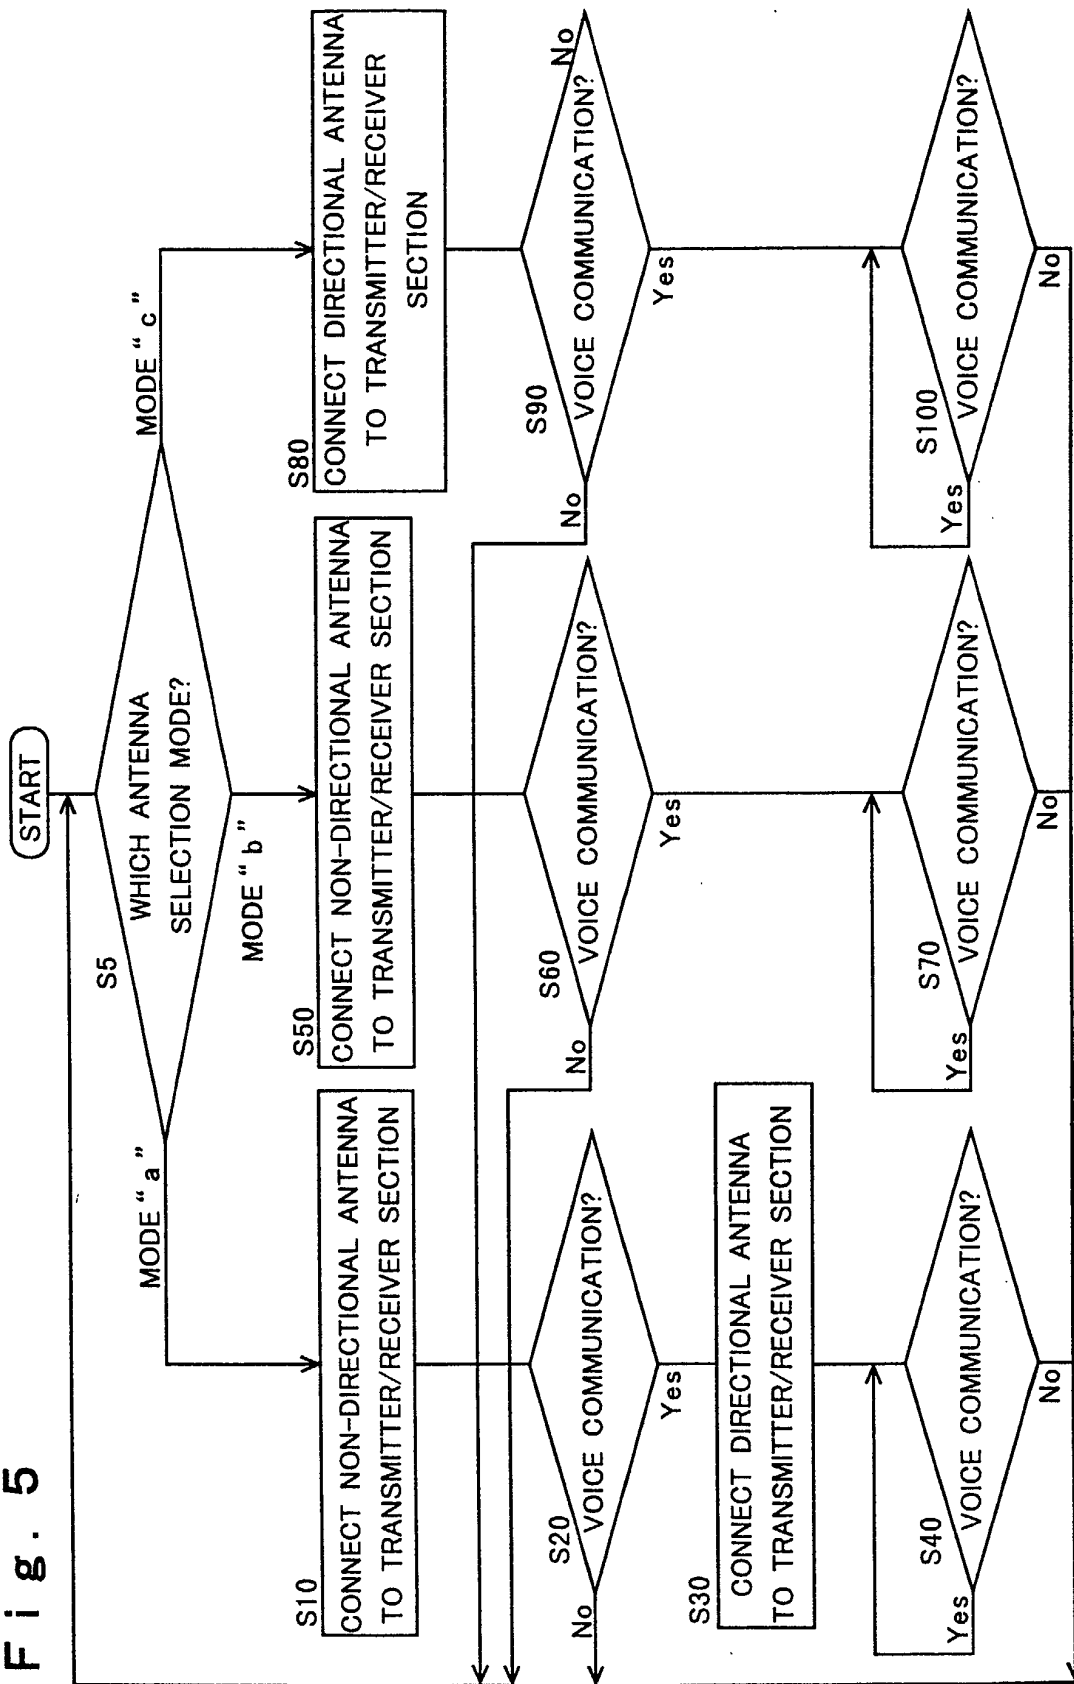 Fig. 5
START
S5
WHICH ANTENNA
SELECTION MODE?
MODE "a"
MODE "b"
MODE "c"
S10
CONNECT NON-DIRECTIONAL ANTENNA
TO TRANSMITTER/RECEIVER SECTION
S50
CONNECT NON-DIRECTIONAL ANTENNA
TO TRANSMITTER/RECEIVER SECTION
S80
CONNECT DIRECTIONAL ANTENNA
TO TRANSMITTER/RECEIVER
SECTION
S20
VOICE COMMUNICATION?
No
Yes
S60
VOICE COMMUNICATION?
No
Yes
S90
VOICE COMMUNICATION?
No
No
Yes
S30
CONNECT DIRECTIONAL ANTENNA
TO TRANSMITTER/RECEIVER SECTION
S40
VOICE COMMUNICATION?
Yes
No
S70
VOICE COMMUNICATION?
Yes
No
S100
VOICE COMMUNICATION?
Yes
No